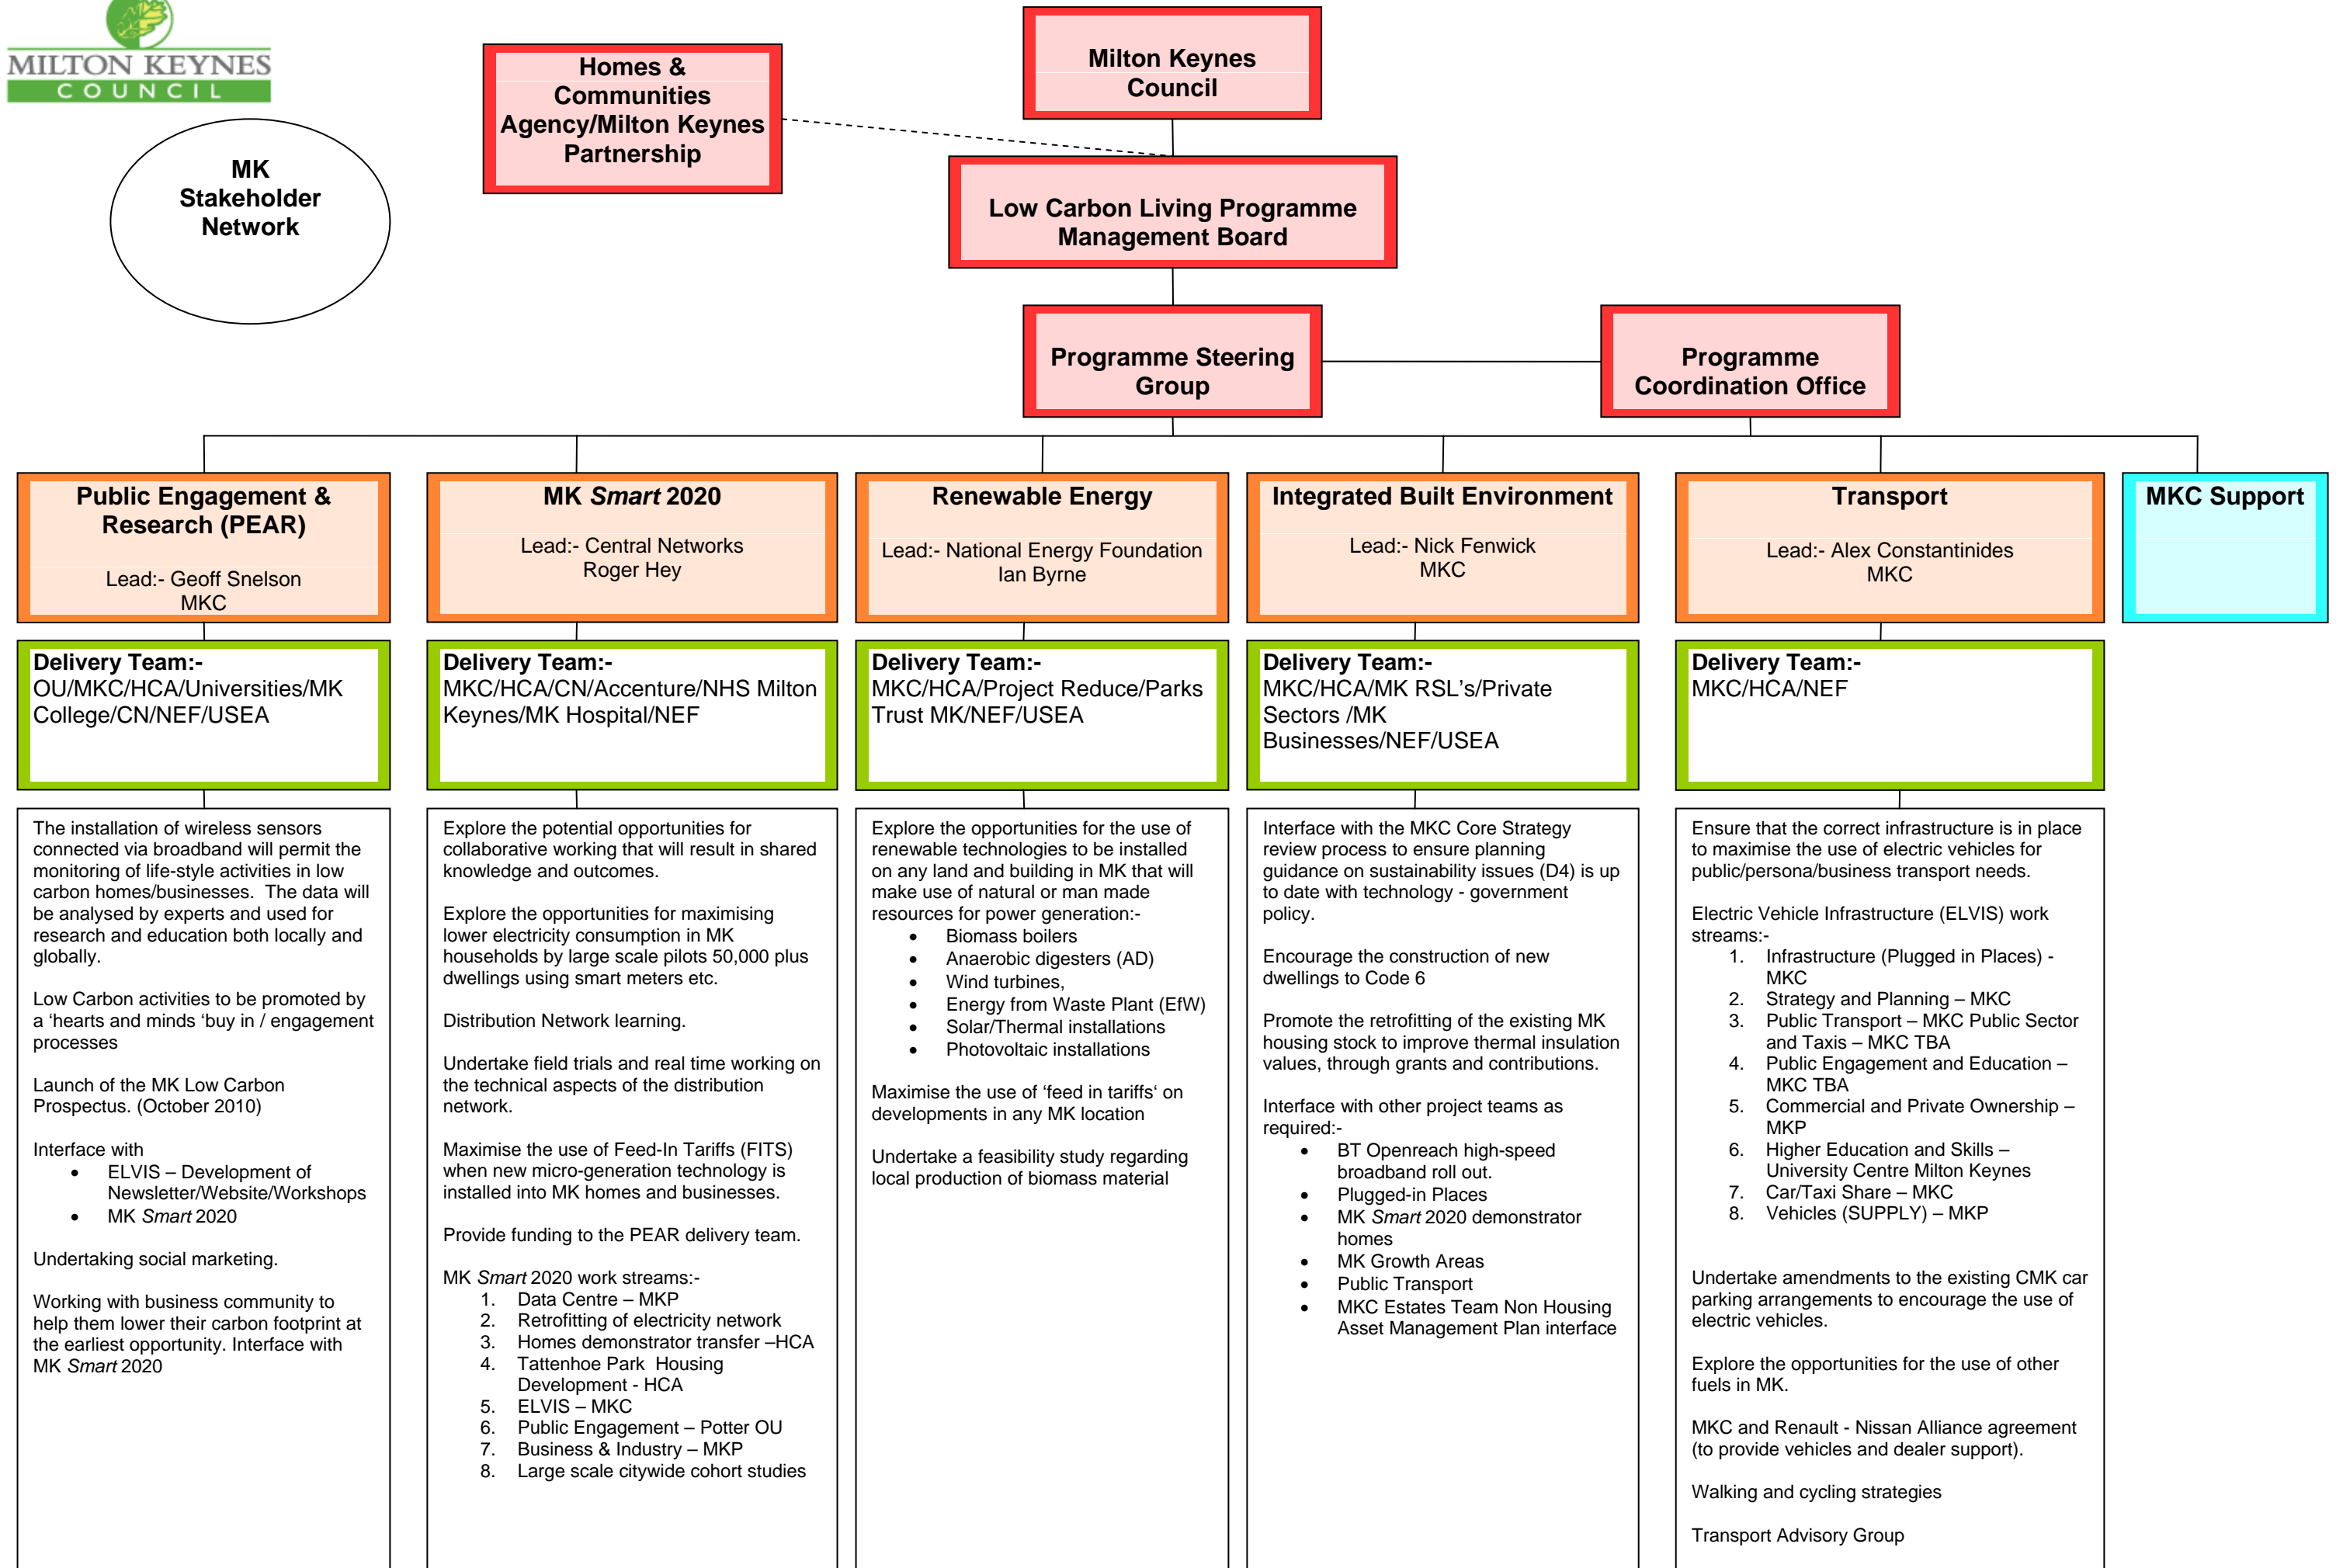 MILTON KEYNES
COUNCIL
MK
Stakeholder
Network
Homes &
Communities
Agency/Milton Keynes
Partnership
Milton Keynes
Council
Low Carbon Living Programme
Management Board
Programme Steering
Group
Programme
Coordination Office
Public Engagement &
Research (PEAR)
Lead:- Geoff Snelson
MKC
MK Smart 2020
Lead:- Central Networks
Roger Hey
Renewable Energy
Lead:- National Energy Foundation
Ian Byrne
Integrated Built Environment
Lead:- Nick Fenwick
MKC
Transport
Lead:- Alex Constantinides
MKC
MKC Support
Delivery Team:-
OU/MKC/HCA/Universities/MK
College/CN/NEF/USEA
Delivery Team:-
MKC/HCA/CN/Accenture/NHS Milton
Keynes/MK Hospital/NEF
Delivery Team:-
MKC/HCA/Project Reduce/Parks
Trust MK/NEF/USEA
Delivery Team:-
MKC/HCA/MK RSL's/Private
Sectors /MK
Businesses/NEF/USEA
Delivery Team:-
MKC/HCA/NEF
The installation of wireless sensors
connected via broadband will permit the
monitoring of life-style activities in low
carbon homes/businesses.  The data will
be analysed by experts and used for
research and education both locally and
globally.
Low Carbon activities to be promoted by
a ‘hearts and minds ‘buy in / engagement
processes
Launch of the MK Low Carbon
Prospectus. (October 2010)
Interface with
• ELVIS – Development of
Newsletter/Website/Workshops
• MK Smart 2020
Undertaking social marketing.
Working with business community to
help them lower their carbon footprint at
the earliest opportunity. Interface with
MK Smart 2020
Explore the potential opportunities for
collaborative working that will result in shared
knowledge and outcomes.
Explore the opportunities for maximising
lower electricity consumption in MK
households by large scale pilots 50,000 plus
dwellings using smart meters etc.
Distribution Network learning.
Undertake field trials and real time working on
the technical aspects of the distribution
network.
Maximise the use of Feed-In Tariffs (FITS)
when new micro-generation technology is
installed into MK homes and businesses.
Provide funding to the PEAR delivery team.
MK Smart 2020 work streams:-
1. Data Centre – MKP
2. Retrofitting of electricity network
3. Homes demonstrator transfer –HCA
4. Tattenhoe Park  Housing
Development - HCA
5. ELVIS – MKC
6. Public Engagement – Potter OU
7. Business & Industry – MKP
8. Large scale citywide cohort studies
Explore the opportunities for the use of
renewable technologies to be installed
on any land and building in MK that will
make use of natural or man made
resources for power generation:-
• Biomass boilers
• Anaerobic digesters (AD)
• Wind turbines,
• Energy from Waste Plant (EfW)
• Solar/Thermal installations
• Photovoltaic installations
Maximise the use of ‘feed in tariffs‘ on
developments in any MK location
Undertake a feasibility study regarding
local production of biomass material
Interface with the MKC Core Strategy
review process to ensure planning
guidance on sustainability issues (D4) is up
to date with technology - government
policy.
Encourage the construction of new
dwellings to Code 6
Promote the retrofitting of the existing MK
housing stock to improve thermal insulation
values, through grants and contributions.
Interface with other project teams as
required:-
• BT Openreach high-speed
broadband roll out.
• Plugged-in Places
• MK Smart 2020 demonstrator
homes
• MK Growth Areas
• Public Transport
• MKC Estates Team Non Housing
Asset Management Plan interface
Ensure that the correct infrastructure is in place
to maximise the use of electric vehicles for
public/persona/business transport needs.
Electric Vehicle Infrastructure (ELVIS) work
streams:-
1. Infrastructure (Plugged in Places) -
MKC
2. Strategy and Planning – MKC
3. Public Transport – MKC Public Sector
and Taxis – MKC TBA
4. Public Engagement and Education –
MKC TBA
5. Commercial and Private Ownership –
MKP
6. Higher Education and Skills –
University Centre Milton Keynes
7. Car/Taxi Share – MKC
8. Vehicles (SUPPLY) – MKP
Undertake amendments to the existing CMK car
parking arrangements to encourage the use of
electric vehicles.
Explore the opportunities for the use of other
fuels in MK.
MKC and Renault - Nissan Alliance agreement
(to provide vehicles and dealer support).
Walking and cycling strategies
Transport Advisory Group